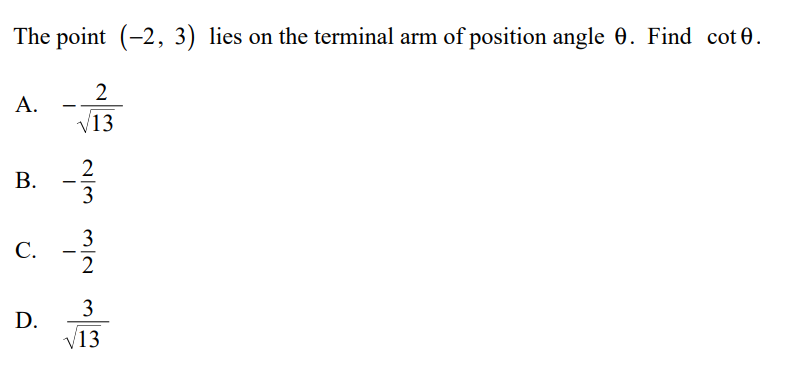 The point (−2, 3) lies on the terminal arm of position angle θ. Find cot θ.
A. −2/√13
B. −2/3
C. −3/2
D. 3/√13